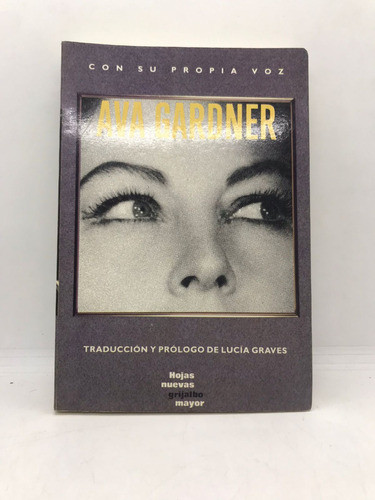 CON SU PROPIA VOZ
AVA GARDNER
TRADUCCIÓN Y PRÓLOGO DE LUCÍA GRAVES
Hojas
nuevas
grijalbo
mayor